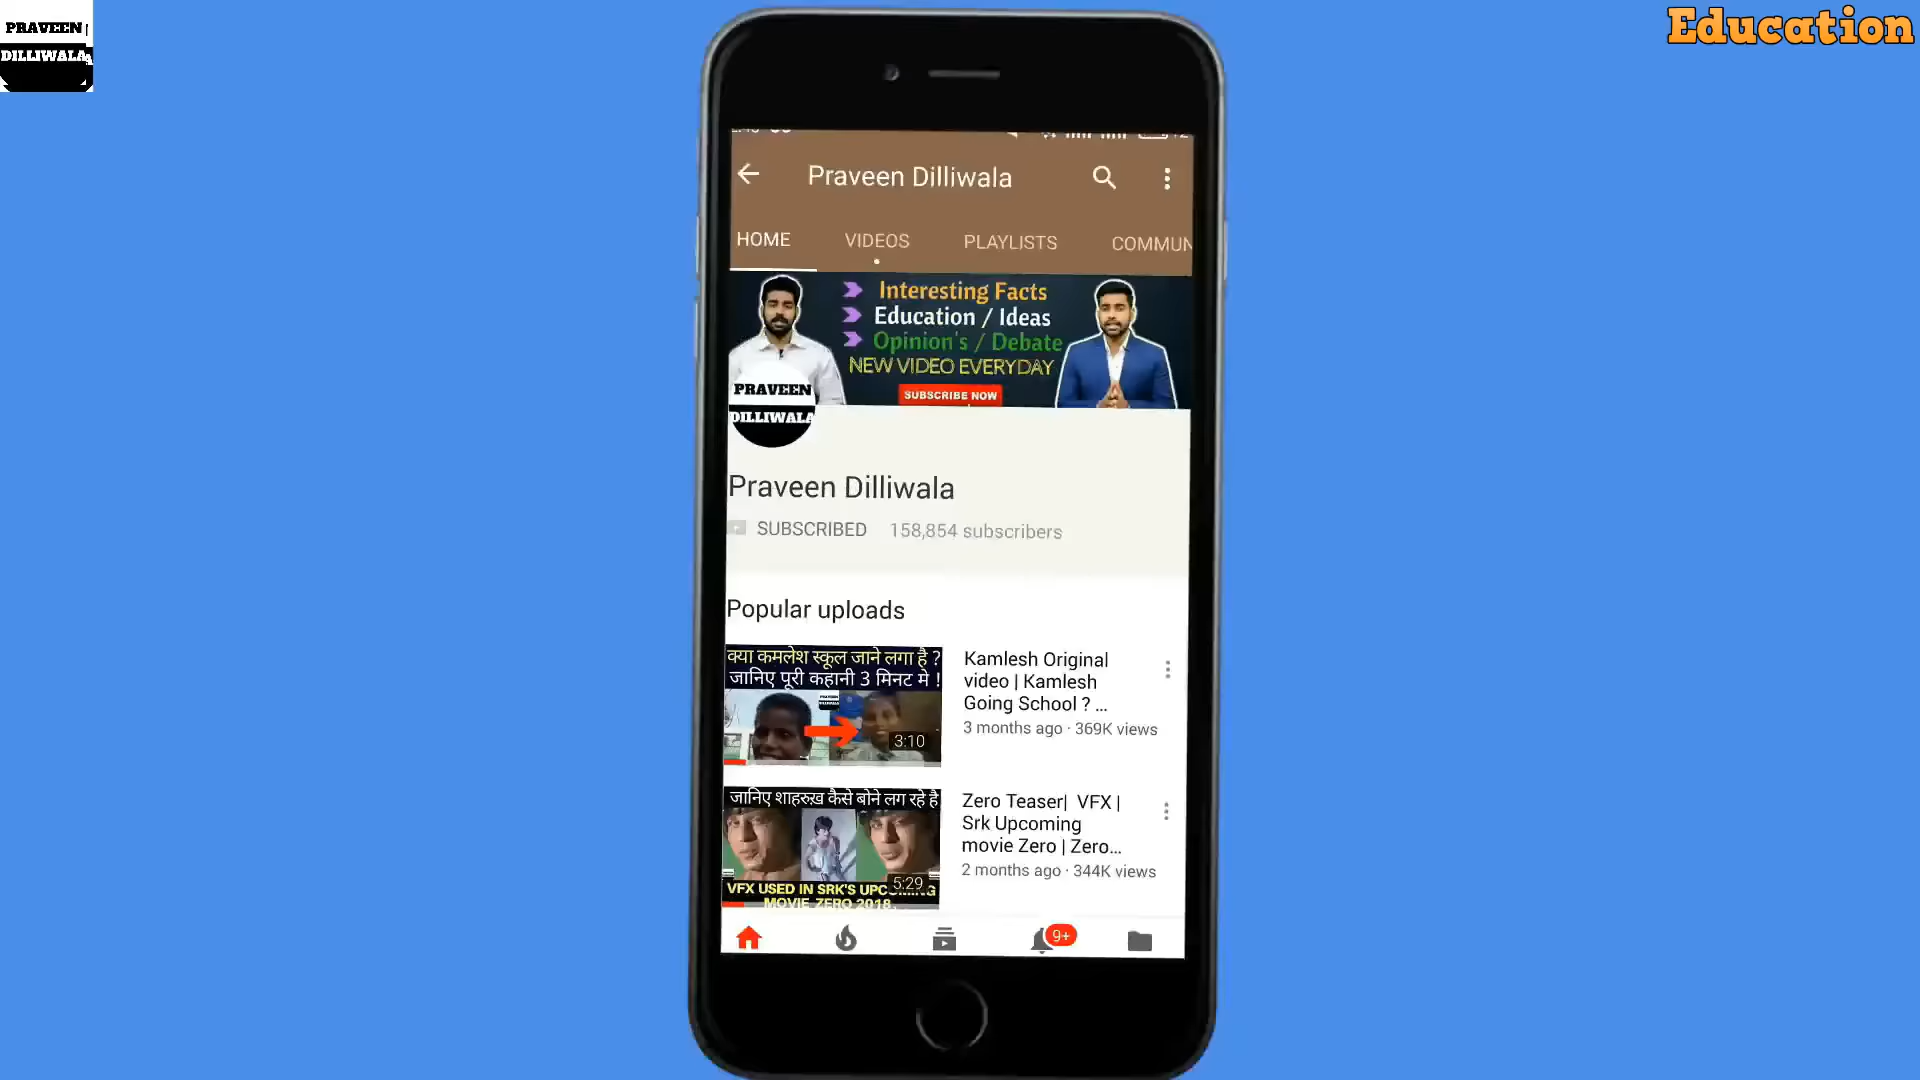 PRAVEEN
DILLIWALA
Education
Praveen Dilliwala
HOME VIDEOS PLAYLISTS COMMUN
Interesting Facts
Education / Ideas
Opinion's / Debate
NEW VIDEO EVERYDAY
SUBSCRIBE NOW
PRAVEEN
DILLIWALA
Praveen Dilliwala
SUBSCRIBED 158,854 subscribers
Popular uploads
क्या कमलेश स्कूल जाने लगा है ?
जानिए पूरी कहानी 3 मिनट मे !
3:10
Kamlesh Original
video | Kamlesh
Going School ? ...
3 months ago · 369K views
जानिए शाहरुख़ कैसे बोने लग रहे है
5:29
VFX USED IN SRK'S UPCOMING
MOVIE ZERO 2018
Zero Teaser| VFX |
Srk Upcoming
movie Zero | Zero...
2 months ago · 344K views
9+